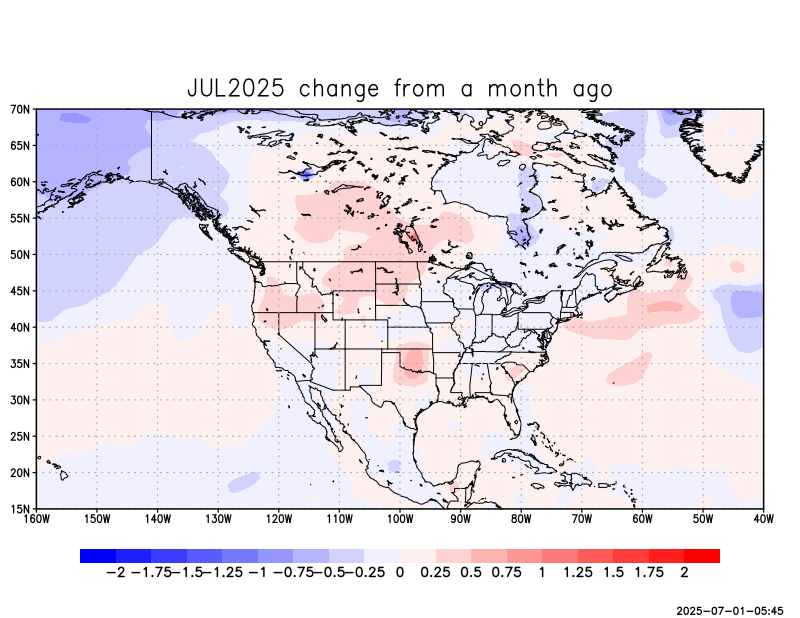 JUL2025 change from a month ago
70N
65N
60N
55N
50N
45N
40N
35N
30N
25N
20N
15N
160W 150W 140W 130W 120W 110W 100W 90W 80W 70W 60W 50W 40W
-2 -1.75 -1.5 -1.25 -1 -0.75 -0.5 -0.25 0 0.25 0.5 0.75 1 1.25 1.5 1.75 2
2025-07-01-05:45